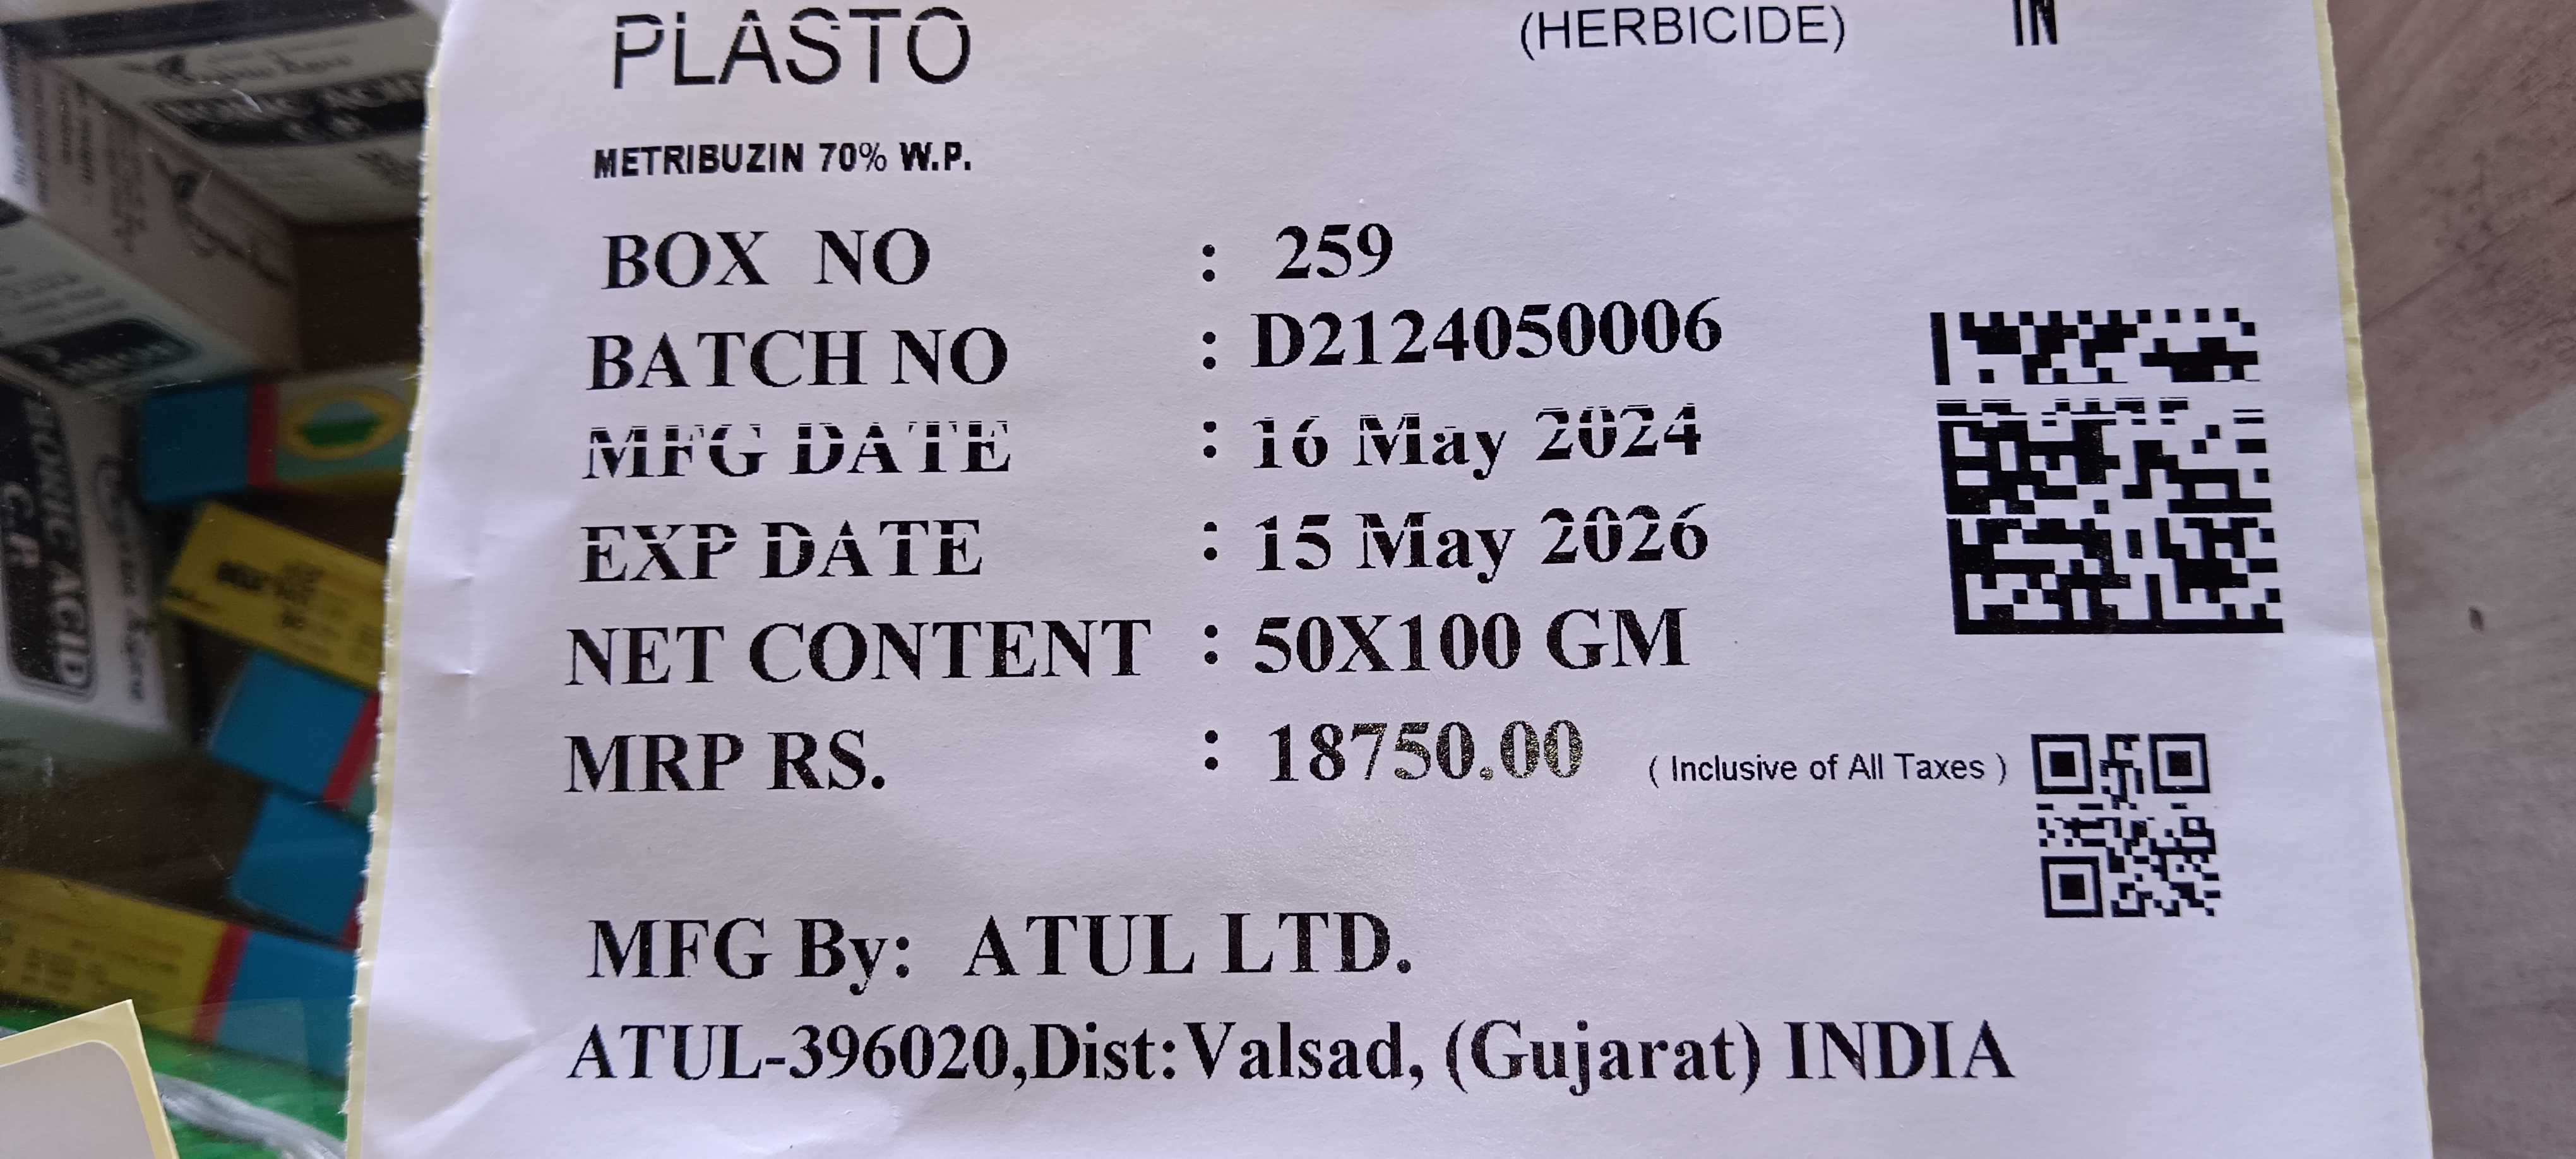 PLASTO (HERBICIDE) IN
METRIBUZIN 70% W.P.
BOX NO : 259
BATCH NO : D2124050006
MFG DATE : 16 May 2024
EXP DATE : 15 May 2026
NET CONTENT : 50X100 GM
MRP RS. : 18750.00 ( Inclusive of All Taxes )
MFG By: ATUL LTD.
ATUL-396020,Dist:Valsad, (Gujarat) INDIA
BORIC ACID
C.P.